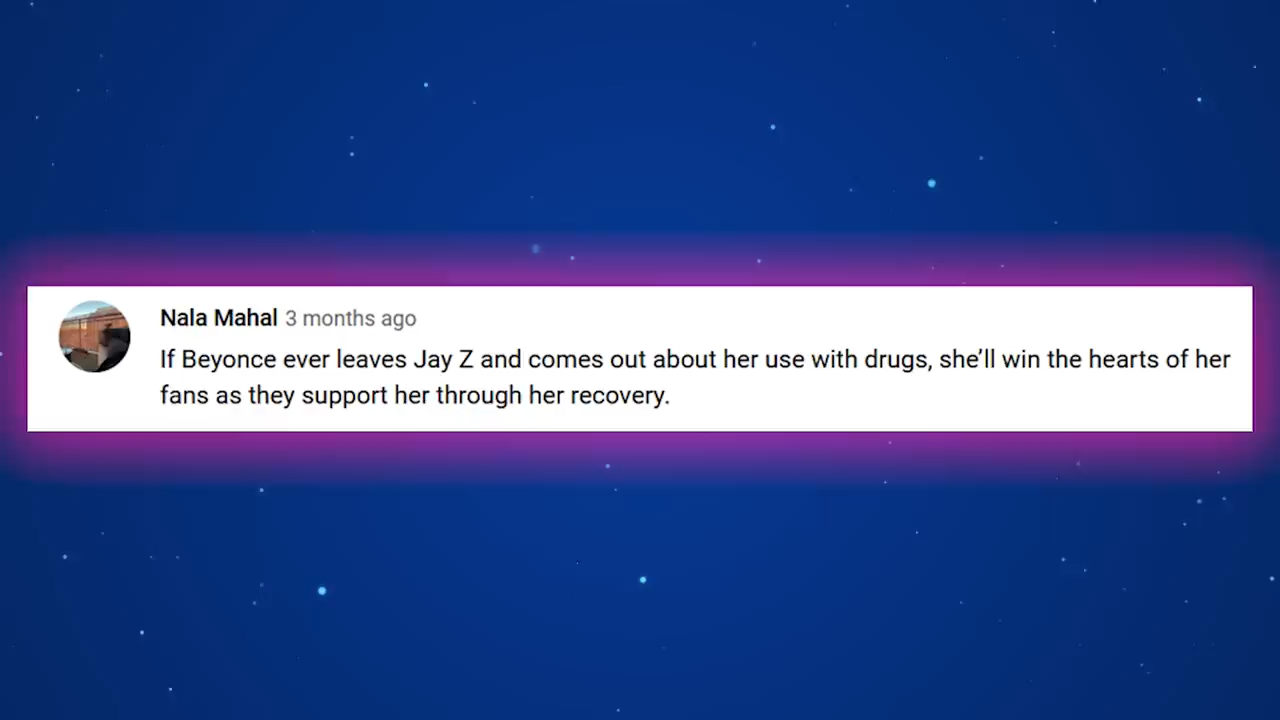 Nala Mahal 3 months ago
If Beyonce ever leaves Jay Z and comes out about her use with drugs, she’ll win the hearts of her
fans as they support her through her recovery.